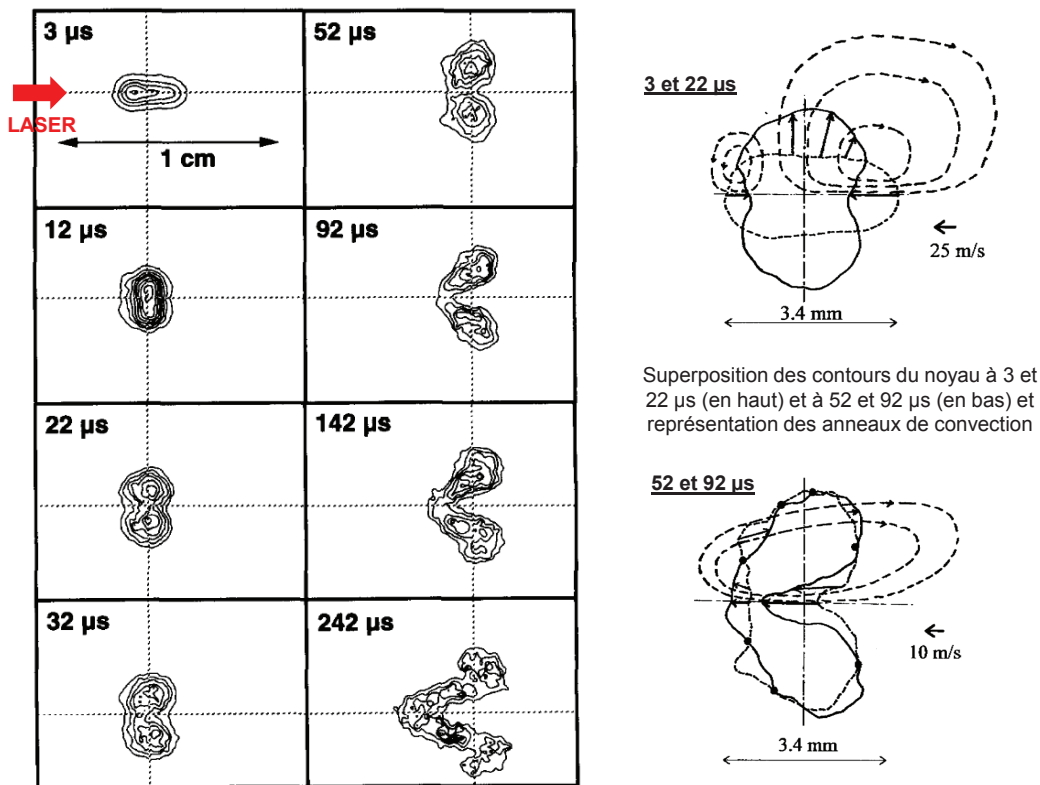 3 µs
LASER
1 cm
12 µs
22 µs
32 µs
52 µs
92 µs
142 µs
242 µs
3 et 22 µs
25 m/s
3.4 mm
Superposition des contours du noyau à 3 et
22 µs (en haut) et à 52 et 92 µs (en bas) et
représentation des anneaux de convection
52 et 92 µs
10 m/s
3.4 mm